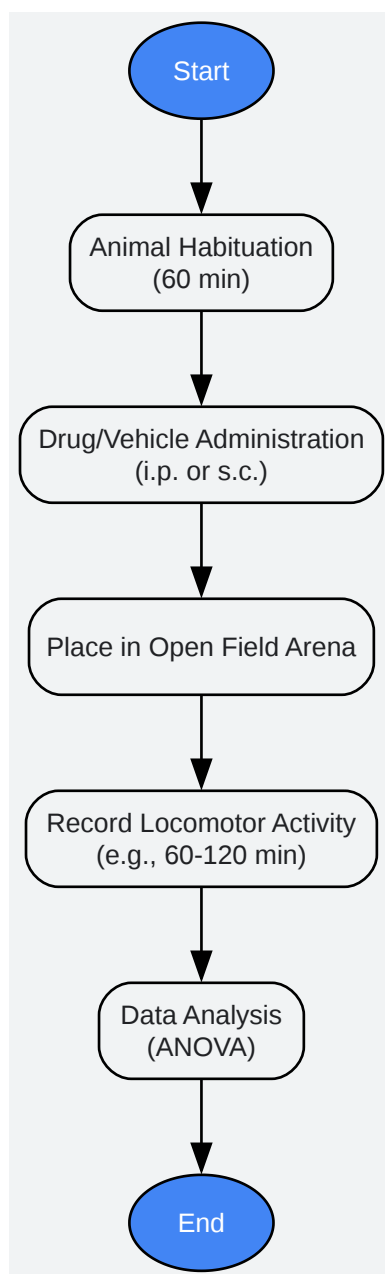 Start
Animal Habituation
(60 min)
Drug/Vehicle Administration
(i.p. or s.c.)
Place in Open Field Arena
Record Locomotor Activity
(e.g., 60-120 min)
Data Analysis
(ANOVA)
End